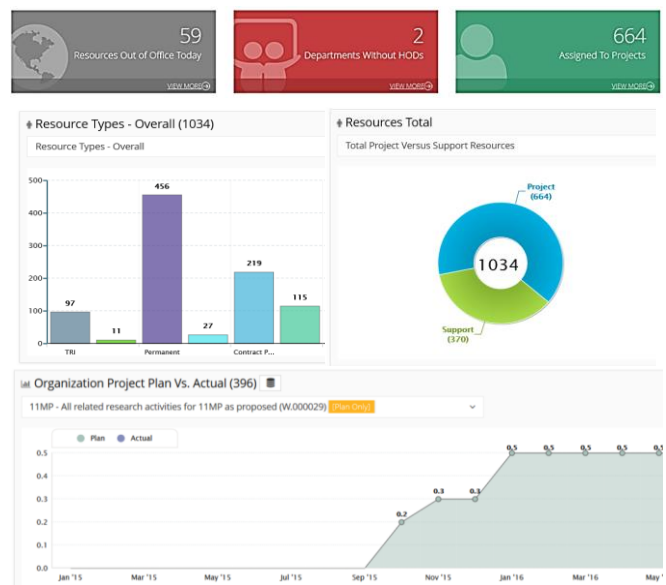 59
Resources Out of Office Today
VIEW MORE
2
Departments Without HODs
VIEW MORE
664
Assigned To Projects
VIEW MORE
Resource Types - Overall (1034)
Resource Types - Overall
500
400
300
200
100
0
97
11
456
27
219
115
TRI
Permanent
Contract P...
Resources Total
Total Project Versus Support Resources
Project
(664)
1034
Support
(370)
Organization Project Plan Vs. Actual (396)
11MP - All related research activities for 11MP as proposed (W.000029) [Plan Only]
Plan Actual
0.5
0.4
0.3
0.2
0.1
0.0
0.2
0.3
0.3
0.5
0.5
0.5
0.5
0.5
Jan '15
Mar '15
May '15
Jul '15
Sep '15
Nov '15
Jan '16
Mar '16
May '